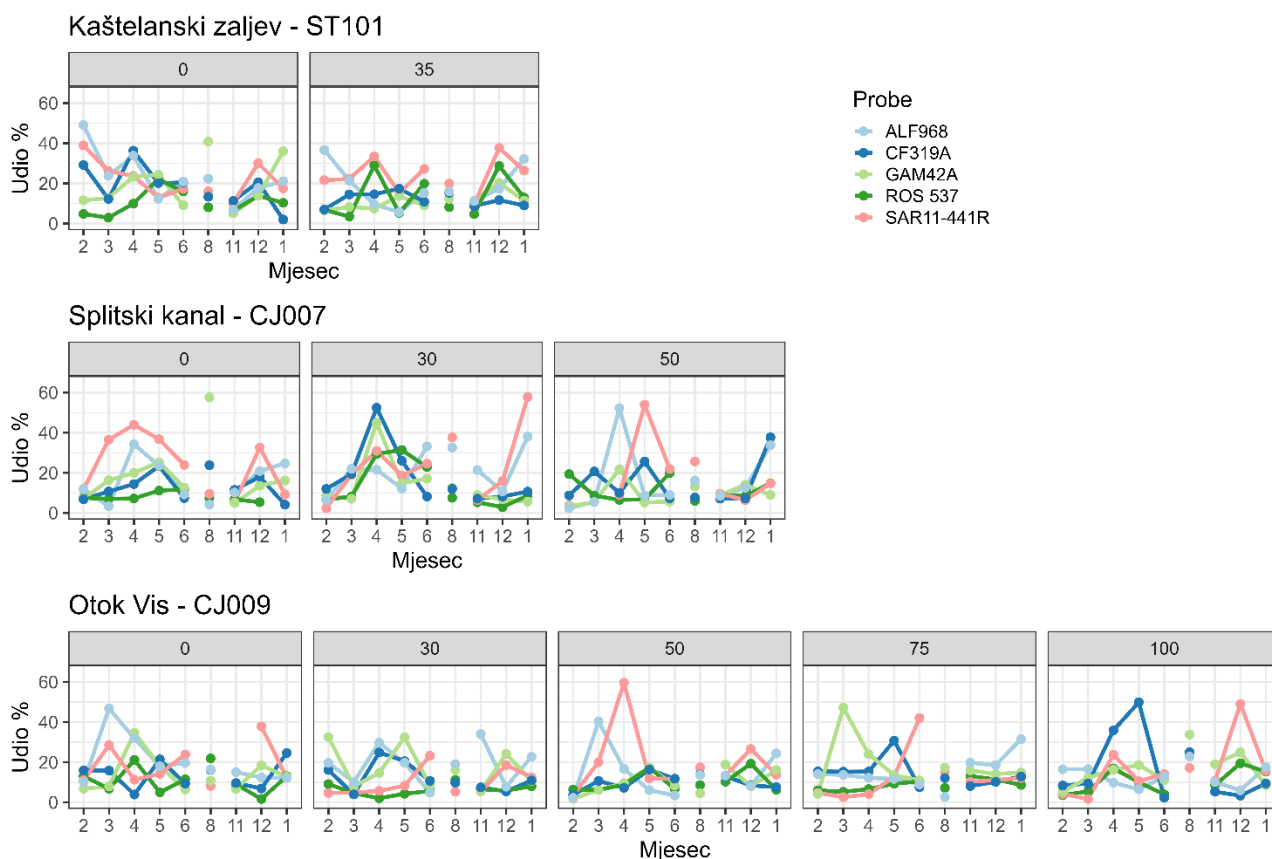 Kaštelanski zaljev - ST101
0 35
Udio %
60
40
20
0
2 3 4 5 6 8 11 12 1 2 3 4 5 6 8 11 12 1
Mjesec
Probe
ALF968
CF319A
GAM42A
ROS 537
SAR11-441R
Splitski kanal - CJ007
0 30 50
Udio %
60
40
20
0
2 3 4 5 6 8 11 12 1 2 3 4 5 6 8 11 12 1 2 3 4 5 6 8 11 12 1
Mjesec
Otok Vis - CJ009
0 30 50 75 100
Udio %
60
40
20
0
2 3 4 5 6 8 11 12 1 2 3 4 5 6 8 11 12 1 2 3 4 5 6 8 11 12 1 2 3 4 5 6 8 11 12 1 2 3 4 5 6 8 11 12 1
Mjesec